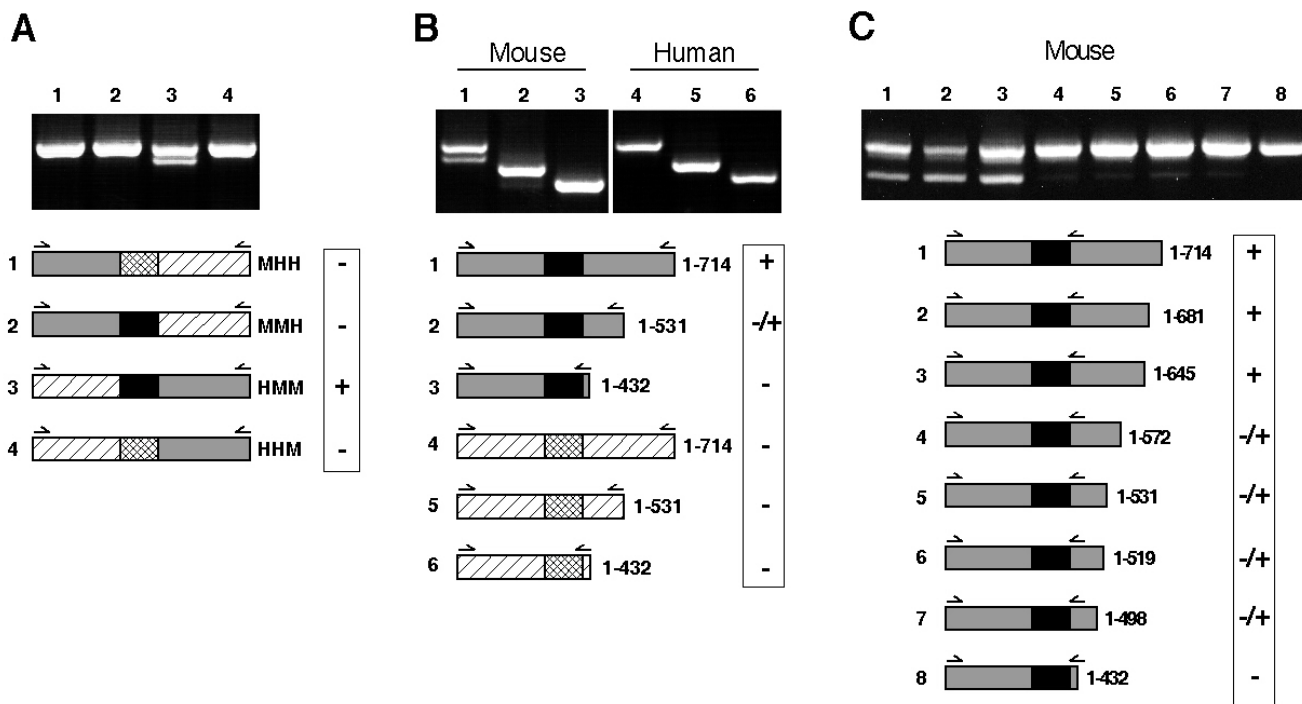 A
1 2 3 4
1 MHH -
2 MMH -
3 HMM +
4 HHM -
B
Mouse Human
1 2 3 4 5 6
1 1-714 +
2 1-531 -/+
3 1-432 -
4 1-714 -
5 1-531 -
6 1-432 -
C
Mouse
1 2 3 4 5 6 7 8
1 1-714 +
2 1-681 +
3 1-645 +
4 1-572 -/+
5 1-531 -/+
6 1-519 -/+
7 1-498 -/+
8 1-432 -